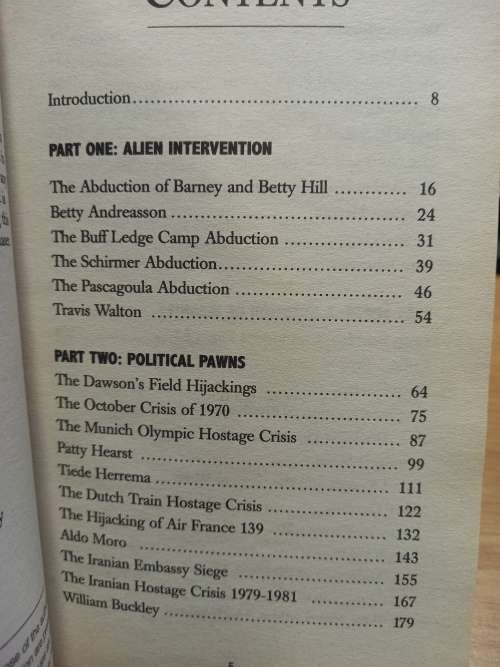 CONTENTS
Introduction 8
PART ONE: ALIEN INTERVENTION
The Abduction of Barney and Betty Hill 16
Betty Andreasson 24
The Buff Ledge Camp Abduction 31
The Schirmer Abduction 39
The Pascagoula Abduction 46
Travis Walton 54
PART TWO: POLITICAL PAWNS
The Dawson's Field Hijackings 64
The October Crisis of 1970 75
The Munich Olympic Hostage Crisis 87
Patty Hearst 99
Tiede Herrema 111
The Dutch Train Hostage Crisis 122
The Hijacking of Air France 139 132
Aldo Moro 143
The Iranian Embassy Siege 155
The Iranian Hostage Crisis 1979-1981 167
William Buckley 179